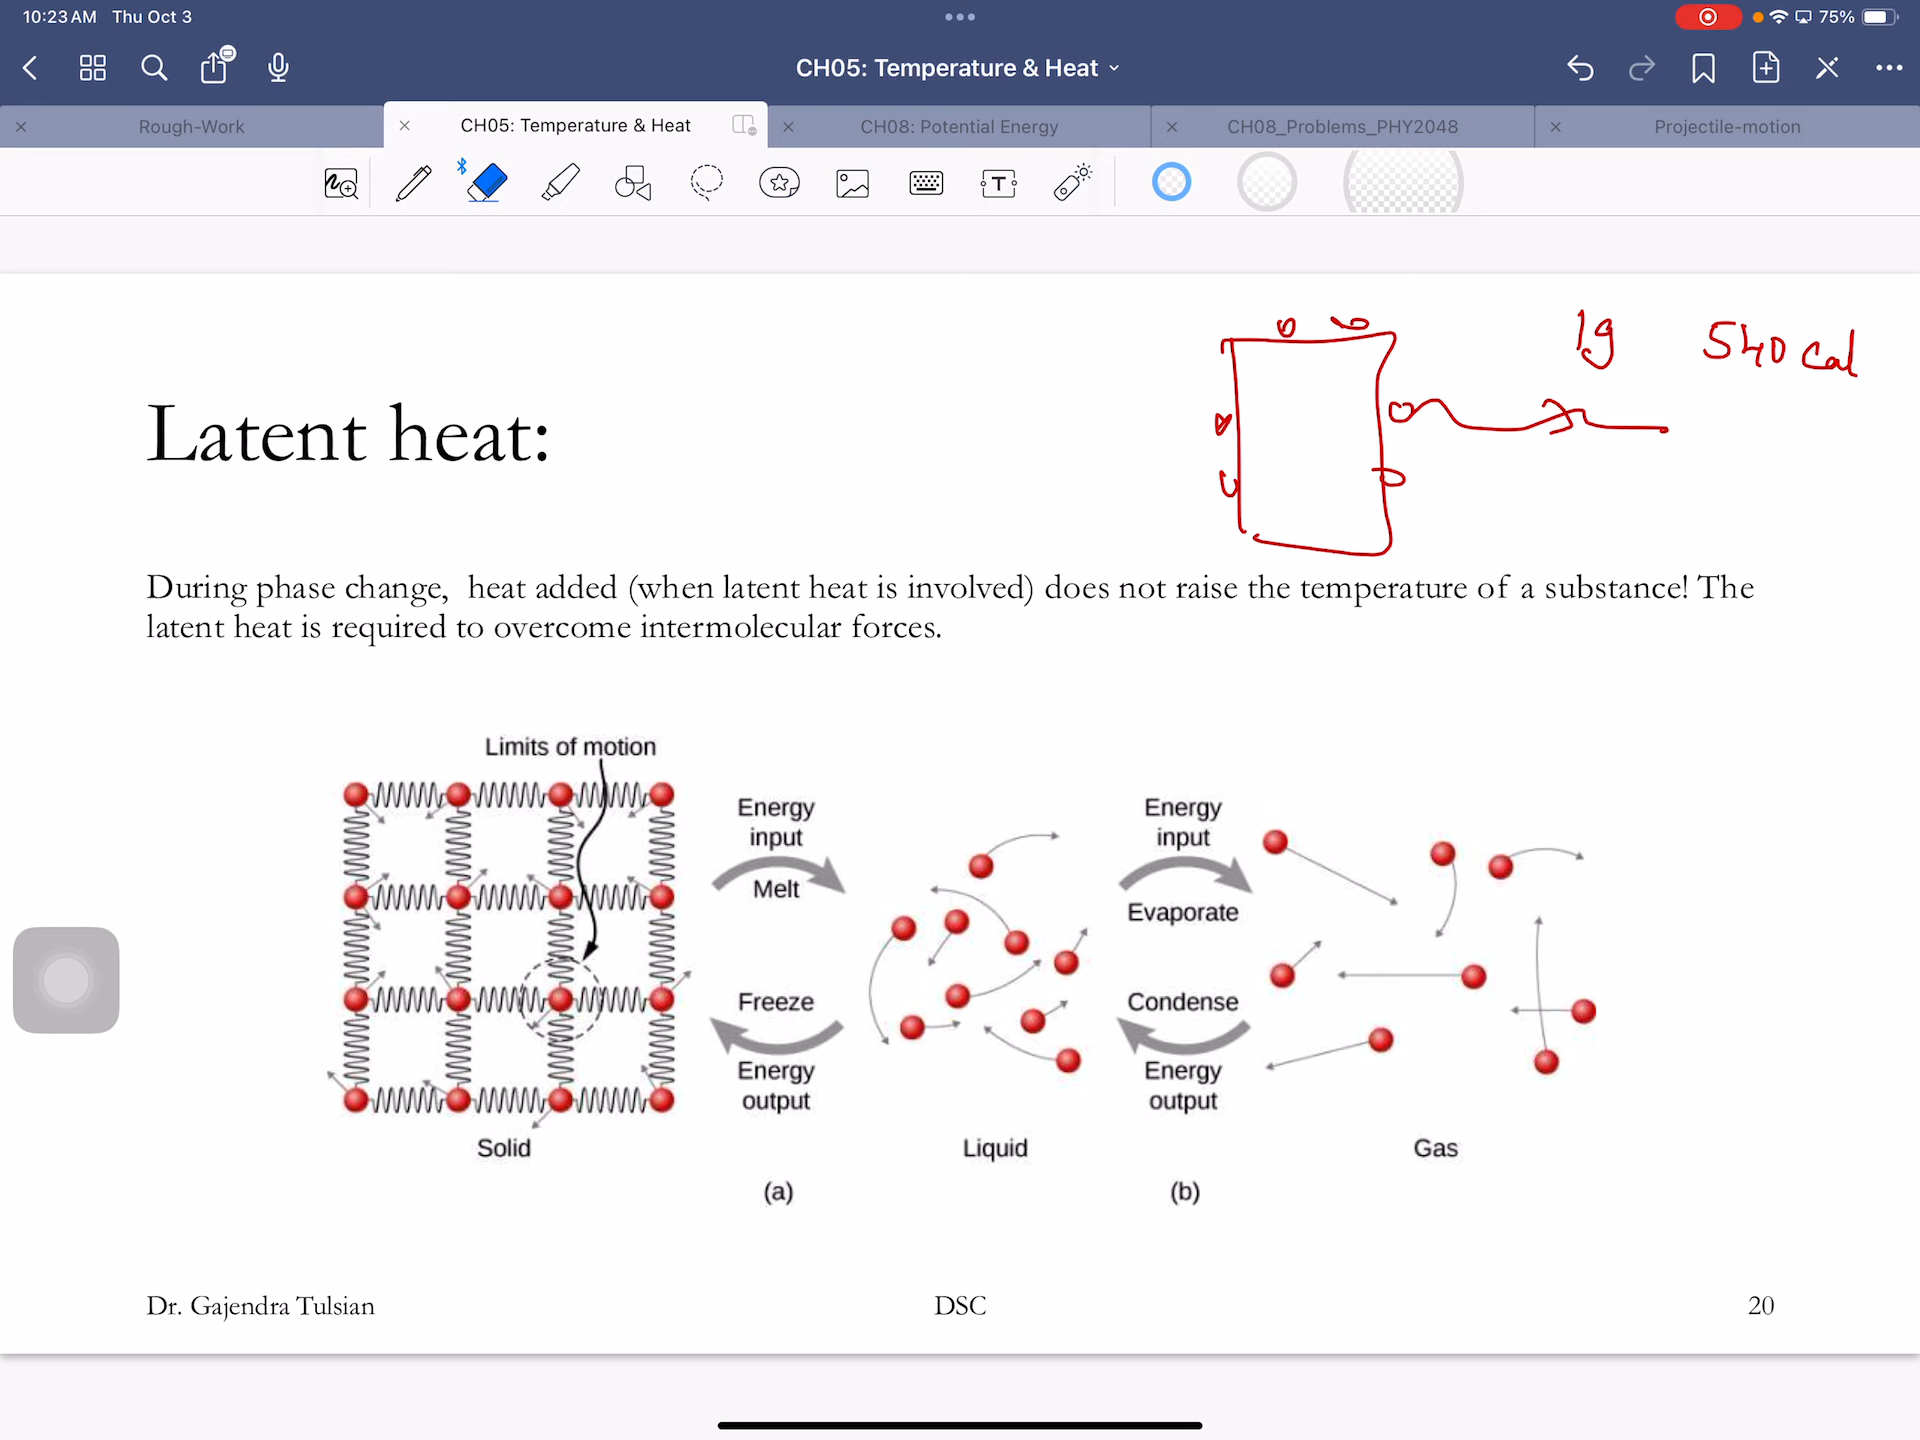 10:23 AM Thu Oct 3
75%
CH05: Temperature & Heat
Rough-Work
CH05: Temperature & Heat
CH08: Potential Energy
CH08_Problems_PHY2048
Projectile-motion
T
1g 540 cal
Latent heat:
During phase change, heat added (when latent heat is involved) does not raise the temperature of a substance! The
latent heat is required to overcome intermolecular forces.
Limits of motion
Energy
input
Melt
Freeze
Energy
output
Energy
input
Evaporate
Condense
Energy
output
Solid
Liquid
Gas
(a)
(b)
Dr. Gajendra Tulsian
DSC
20